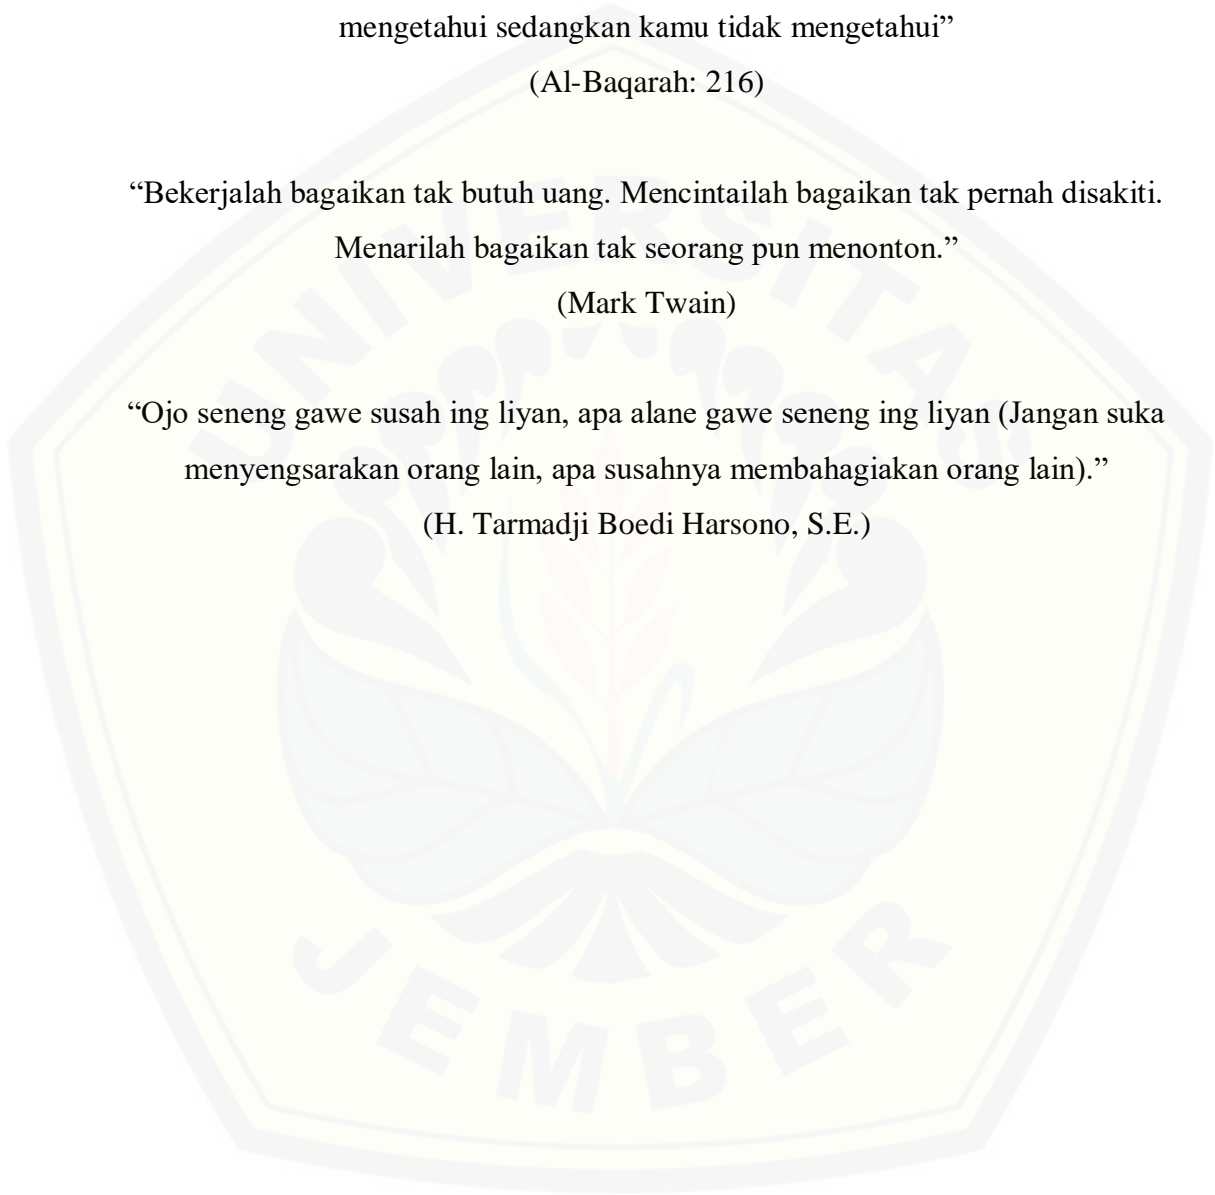 mengetahui sedangkan kamu tidak mengetahui”
(Al-Baqarah: 216)
“Bekerjalah bagaikan tak butuh uang. Mencintailah bagaikan tak pernah disakiti.
Menarilah bagaikan tak seorang pun menonton.”
(Mark Twain)
“Ojo seneng gawe susah ing liyan, apa alane gawe seneng ing liyan (Jangan suka
menyengsarakan orang lain, apa susahnya membahagiakan orang lain).”
(H. Tarmadji Boedi Harsono, S.E.)
UNIVERSITAS
JEMBER